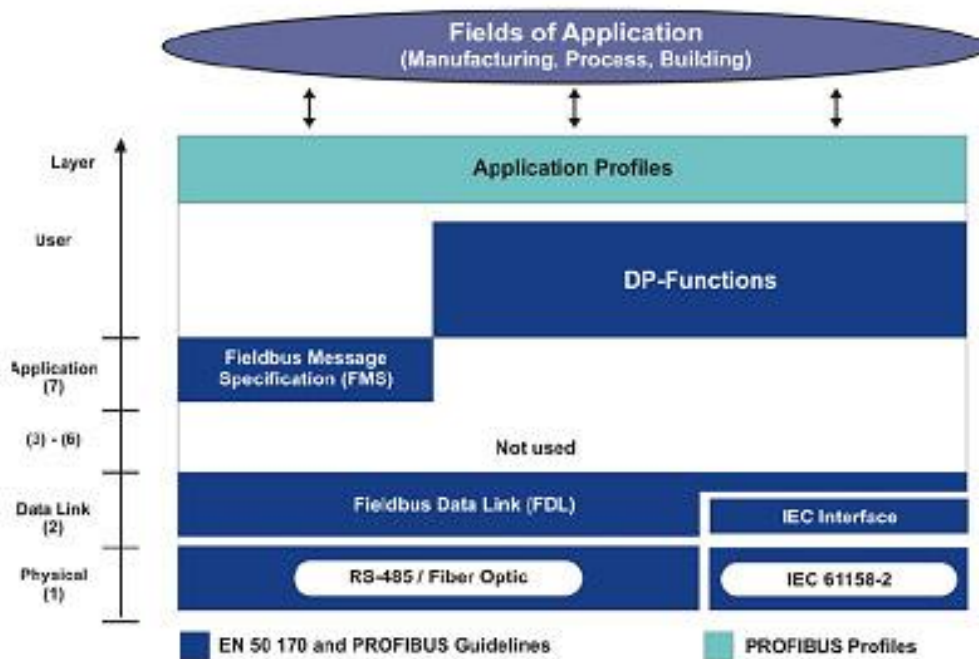 Fields of Application
(Manufacturing, Process, Building)
Layer
Application Profiles
User
DP-Functions
Application
(7)
Fieldbus Message
Specification (FMS)
(3) - (6)
Not used
Data Link
(2)
Fieldbus Data Link (FDL)
IEC Interface
Physical
(1)
RS-485 / Fiber Optic
IEC 61158-2
EN 50 170 and PROFIBUS Guidelines
PROFIBUS Profiles